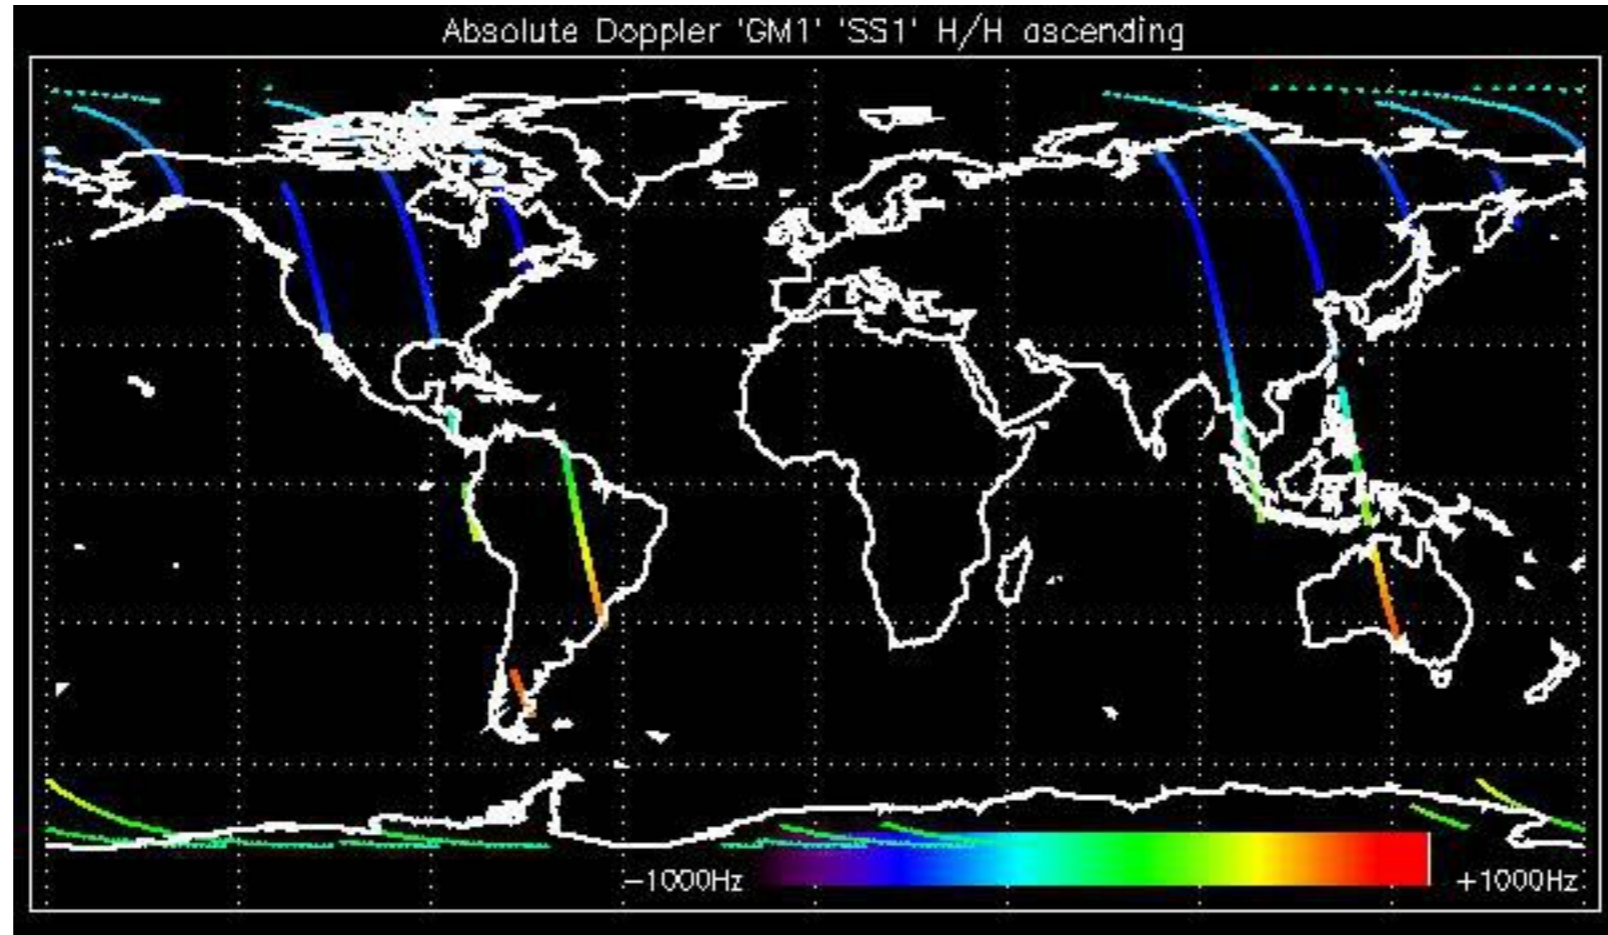 Absolute Doppler 'GM1' 'SS1' H/H ascending
−1000Hz +1000Hz